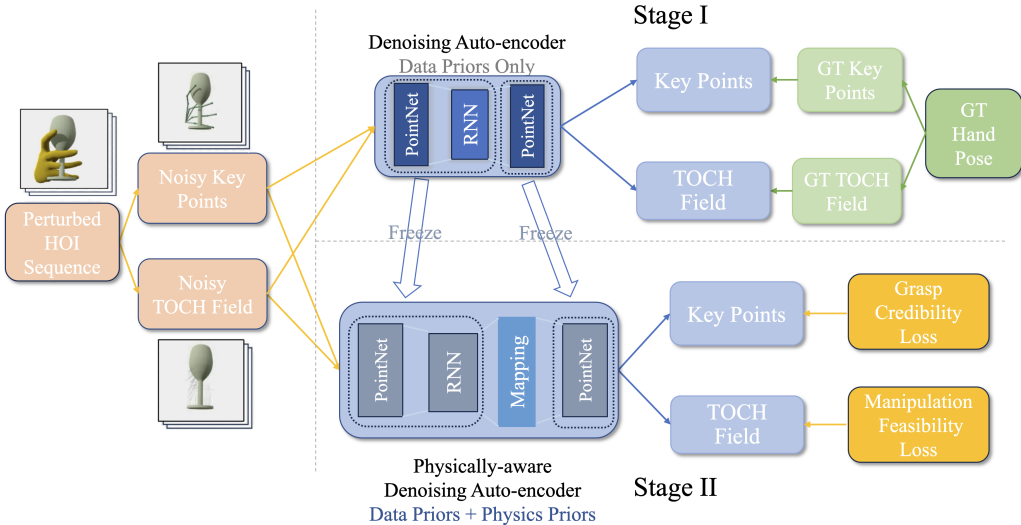 Stage I
Denoising Auto-encoder
Data Priors Only
PointNet
RNN
PointNet
Key Points
GT Key
Points
GT
Hand
Pose
TOCH
Field
GT TOCH
Field
Noisy Key
Points
Perturbed
HOI
Sequence
Noisy
TOCH Field
Freeze
Freeze
PointNet
RNN
Mapping
PointNet
Key Points
Grasp
Credibility
Loss
TOCH
Field
Manipulation
Feasibility
Loss
Physically-aware
Denoising Auto-encoder
Data Priors + Physics Priors
Stage II